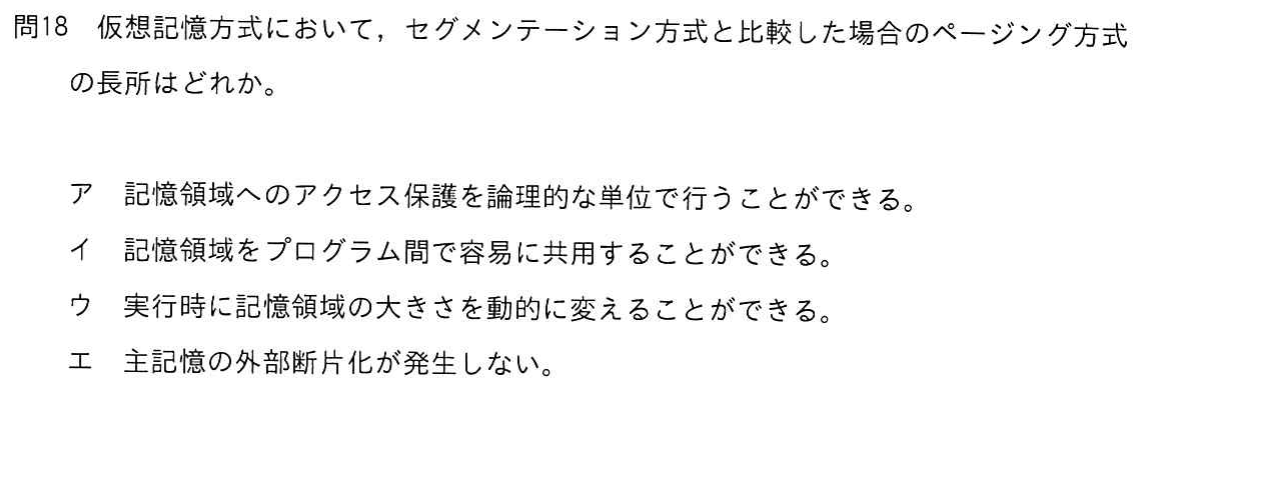 問18　仮想記憶方式において，セグメンテーション方式と比較した場合のページング方式
の長所はどれか。
ア　記憶領域へのアクセス保護を論理的な単位で行うことができる。
イ　記憶領域をプログラム間で容易に共用することができる。
ウ　実行時に記憶領域の大きさを動的に変えることができる。
エ　主記憶の外部断片化が発生しない。